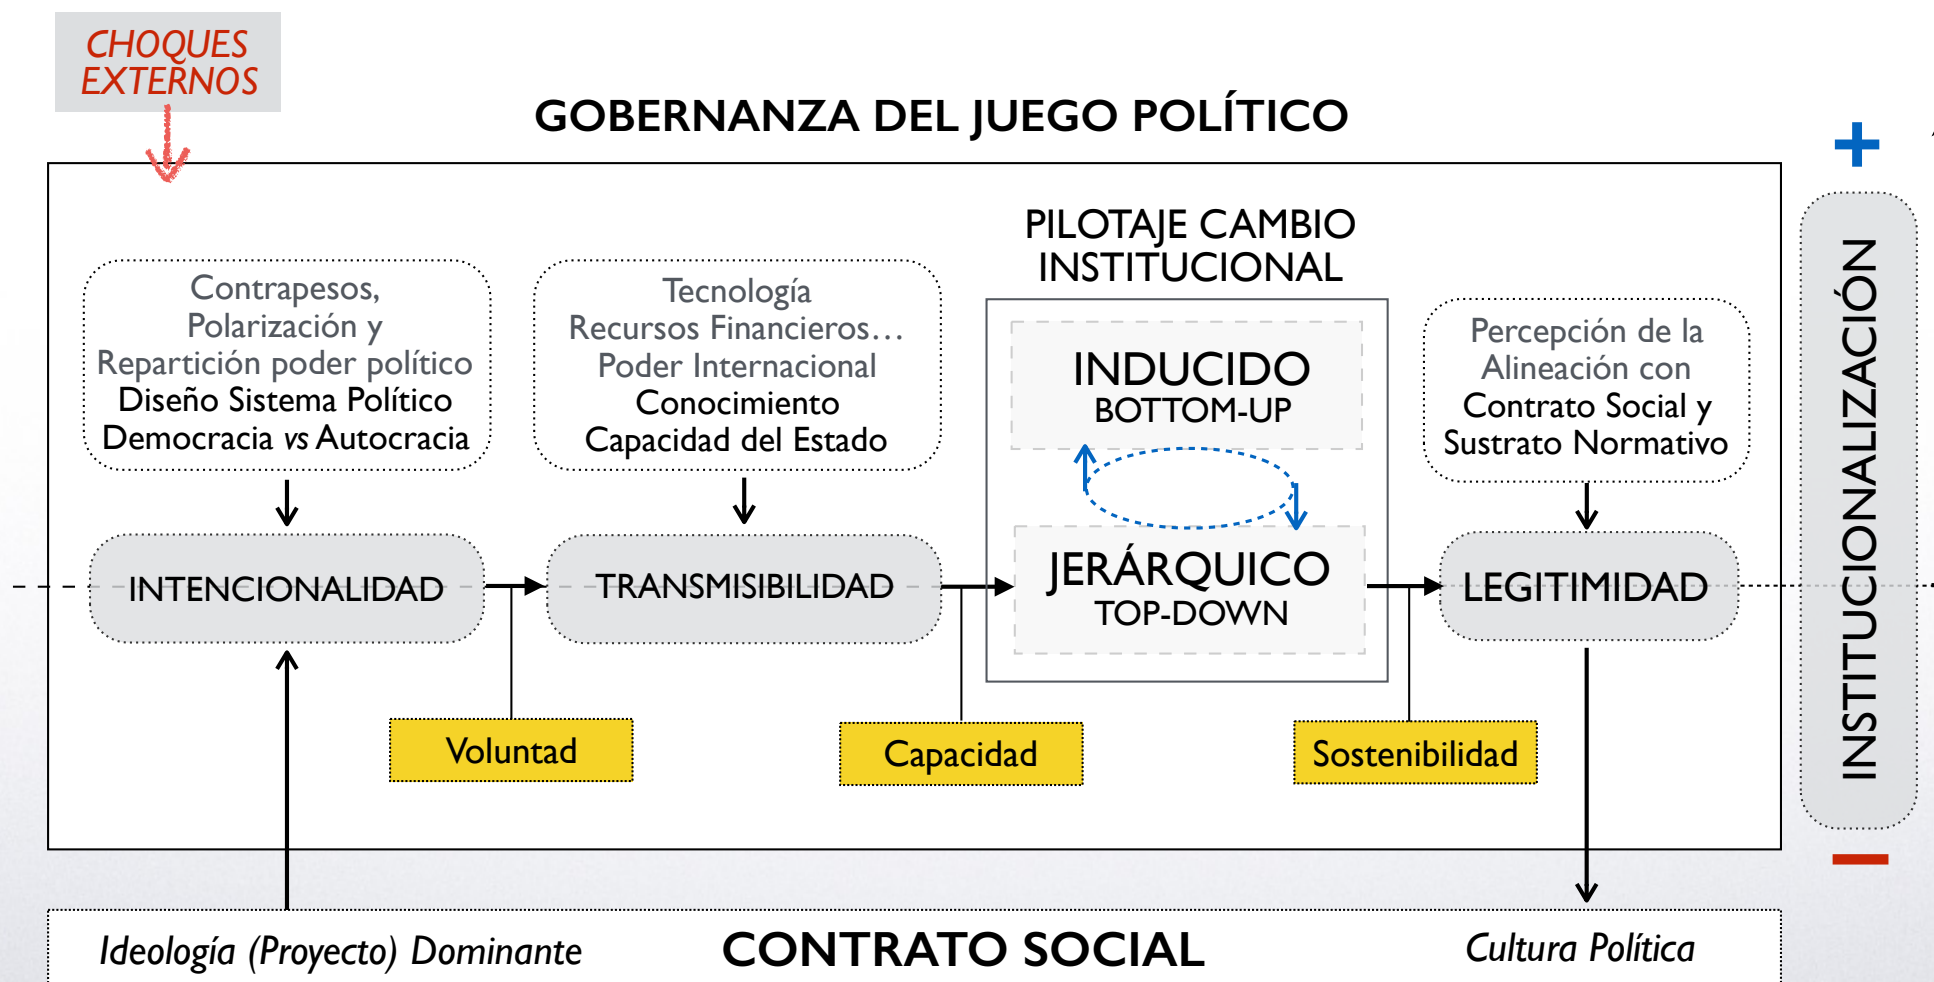 CHOQUES
EXTERNOS
GOBERNANZA DEL JUEGO POLÍTICO
+
PILOTAJE CAMBIO
INSTITUCIONAL
Contrapesos,
Polarización y
Repartición poder político
Diseño Sistema Político
Democracia vs Autocracia
Tecnología
Recursos Financieros…
Poder Internacional
Conocimiento
Capacidad del Estado
INDUCIDO
BOTTOM-UP
Percepción de la
Alineación con
Contrato Social y
Sustrato Normativo
INTENCIONALIDAD
TRANSMISIBILIDAD
JERÁRQUICO
TOP-DOWN
LEGITIMIDAD
INSTITUCIONALIZACIÓN
Voluntad
Capacidad
Sostenibilidad
–
Ideología (Proyecto) Dominante
CONTRATO SOCIAL
Cultura Política